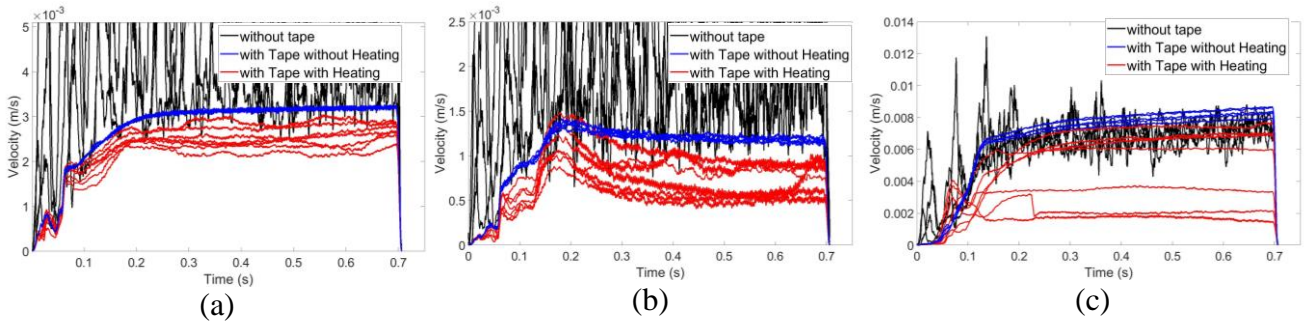 ×10⁻³
5
4
3
2
1
0
0.1 0.2 0.3 0.4 0.5 0.6 0.7
Velocity (m/s)
Time (s)
without tape
with Tape without Heating
with Tape with Heating
(a)
2.5 ×10⁻³
2
1.5
1
0.5
0
0 0.1 0.2 0.3 0.4 0.5 0.6 0.7
Velocity (m/s)
Time (s)
without tape
with Tape without Heating
with Tape with Heating
(b)
0.014
0.012
0.01
0.008
0.006
0.004
0.002
0
0 0.1 0.2 0.3 0.4 0.5 0.6 0.7
Velocity (m/s)
Time (s)
without tape
with Tape without Heating
with Tape with Heating
(c)